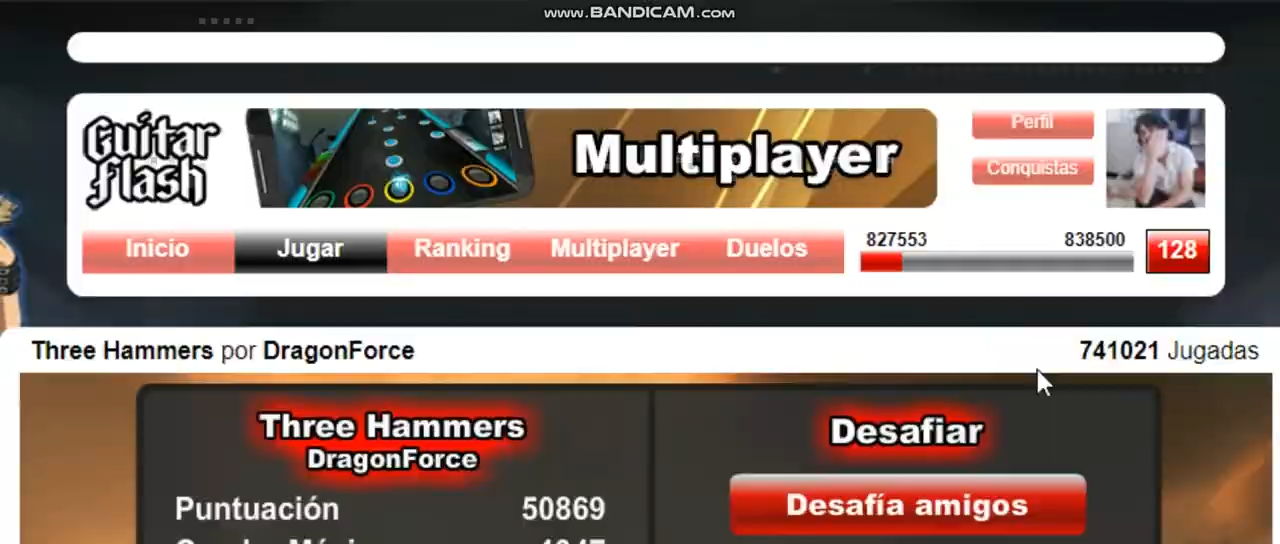 www.BANDICAM.com
Guitar
flash
Multiplayer
Perfil
Conquistas
Inicio Jugar Ranking Multiplayer Duelos
827553 838500 128
Three Hammers por DragonForce 741021 Jugadas
Three Hammers
DragonForce
Desafiar
Puntuación 50869
Desafía amigos